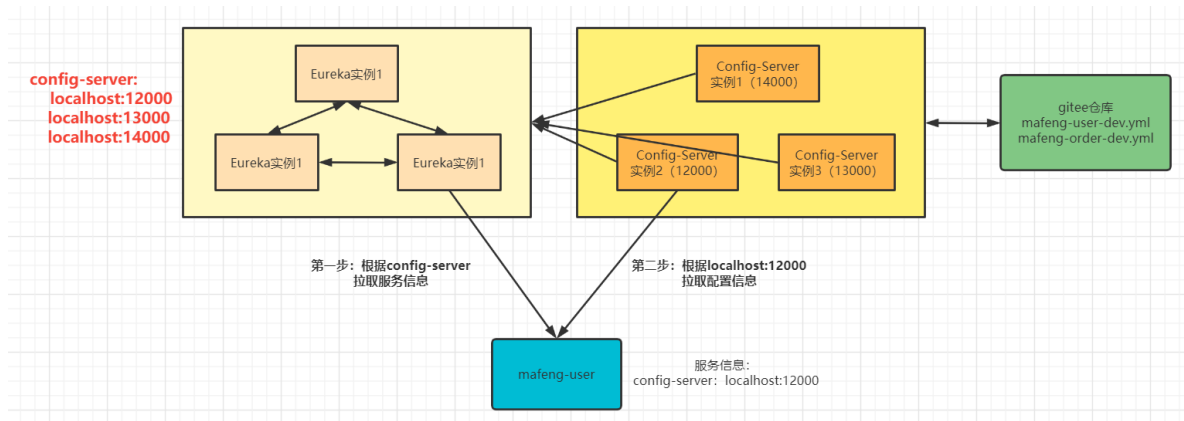 config-server:
localhost:12000
localhost:13000
localhost:14000
Eureka实例1
Eureka实例1
Eureka实例1
Config-Server
实例1（14000）
Config-Server
实例2（12000）
Config-Server
实例3（13000）
gitee仓库
mafeng-user-dev.yml
mafeng-order-dev.yml
第一步：根据config-server
拉取服务信息
第二步：根据localhost:12000
拉取配置信息
mafeng-user
服务信息：
config-server：localhost:12000